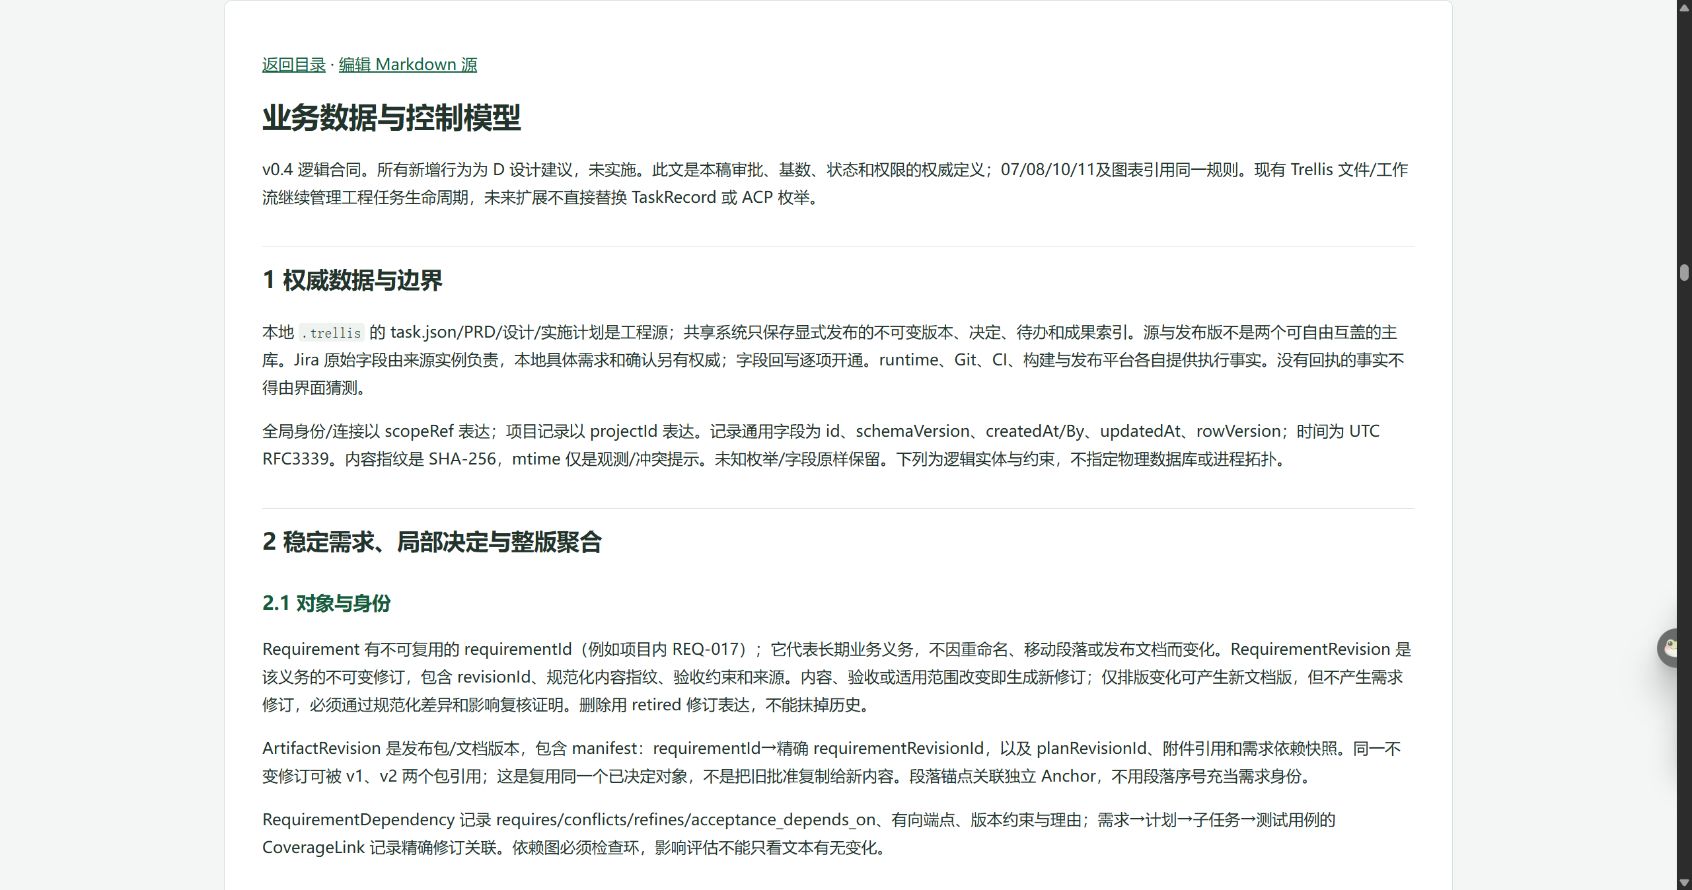 返回目录 · 编辑 Markdown 源
业务数据与控制模型
v0.4 逻辑合同。所有新增行为为 D 设计建议，未实施。此文是本稿审批、基数、状态和权限的权威定义；07/08/10/11及图表引用同一规则。现有 Trellis 文件/工作
流继续管理工程任务生命周期，未来扩展不直接替换 TaskRecord 或 ACP 枚举。
1 权威数据与边界
本地 .trellis 的 task.json/PRD/设计/实施计划是工程源；共享系统只保存显式发布的不可变版本、决定、待办和成果索引。源与发布版不是两个可自由互盖的主
库。Jira 原始字段由来源实例负责，本地具体需求和确认另有权威；字段回写逐项开通。runtime、Git、CI、构建与发布平台各自提供执行事实。没有回执的事实不
得由界面猜测。
全局身份/连接以 scopeRef 表达；项目记录以 projectId 表达。记录通用字段为 id、schemaVersion、createdAt/By、updatedAt、rowVersion；时间为 UTC
RFC3339。内容指纹是 SHA-256，mtime 仅是观测/冲突提示。未知枚举/字段原样保留。下列为逻辑实体与约束，不指定物理数据库或进程拓扑。
2 稳定需求、局部决定与整版聚合
2.1 对象与身份
Requirement 有不可复用的 requirementId（例如项目内 REQ-017）；它代表长期业务义务，不因重命名、移动段落或发布文档而变化。RequirementRevision 是
该义务的不可变修订，包含 revisionId、规范化内容指纹、验收约束和来源。内容、验收或适用范围改变即生成新修订；仅排版变化可产生新文档版，但不产生需求
修订，必须通过规范化差异和影响复核证明。删除用 retired 修订表达，不能抹掉历史。
ArtifactRevision 是发布包/文档版本，包含 manifest：requirementId→精确 requirementRevisionId，以及 planRevisionId、附件引用和需求依赖快照。同一不
变修订可被 v1、v2 两个包引用；这是复用同一个已决定对象，不是把旧批准复制给新内容。段落锚点关联独立 Anchor，不用段落序号充当需求身份。
RequirementDependency 记录 requires/conflicts/refines/acceptance_depends_on、有向端点、版本约束与理由；需求→计划→子任务→测试用例的
CoverageLink 记录精确修订关联。依赖图必须检查环，影响评估不能只看文本有无变化。